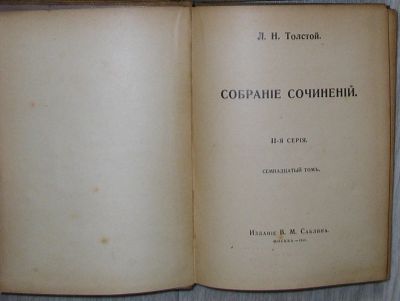 Л. Н. Толстой.
СОБРАНІЕ СОЧИНЕНІЙ.
II-Я СЕРІЯ.
СЕМНАДЦАТЫЙ ТОМЪ.
Изданіе В. М. Саблина.
МОСКВА.